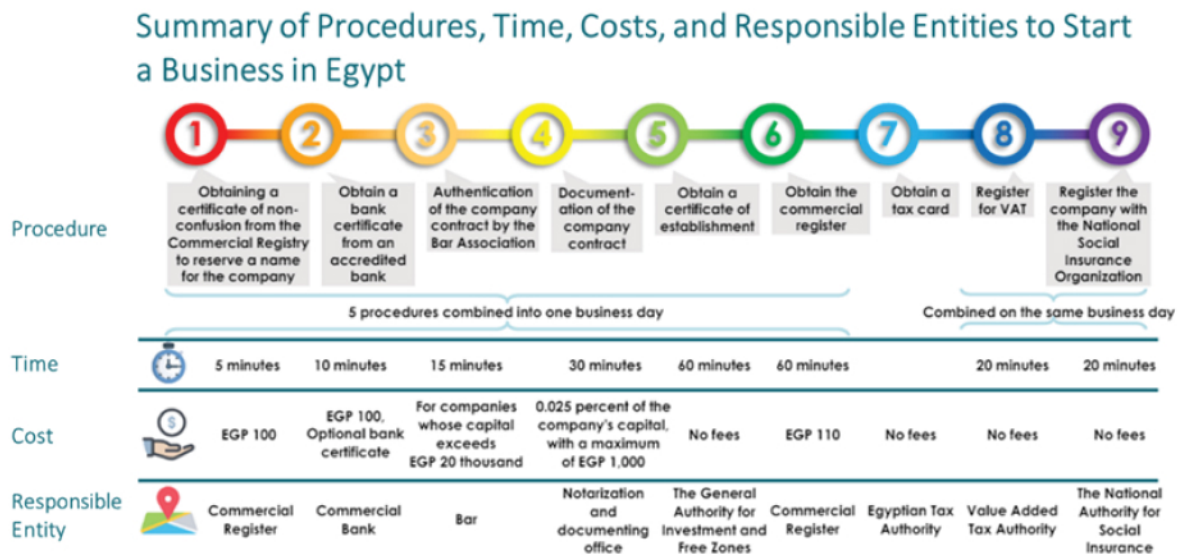 Summary of Procedures, Time, Costs, and Responsible Entities to Start
a Business in Egypt
1 2 3 4 5 6 7 8 9
Procedure
Obtaining a
certificate of non-
confusion from the
Commercial Registry
to reserve a name
for the company
Obtain a
bank
certificate
from an
accredited
bank
Authentication
of the company
contract by the
Bar Association
Document-
ation of the
company
contract
Obtain a
certificate of
establishment
Obtain the
commercial
register
Obtain a
tax card
Register
for VAT
Register the
company with
the National
Social
Insurance
Organization
5 procedures combined into one business day
Combined on the same business day
Time
5 minutes
10 minutes
15 minutes
30 minutes
60 minutes
60 minutes
20 minutes
20 minutes
Cost
$
EGP 100
EGP 100,
Optional bank
certificate
For companies
whose capital
exceeds
EGP 20 thousand
0.025 percent of the
company's capital,
with a maximum
of EGP 1,000
No fees
EGP 110
No fees
No fees
No fees
Responsible
Entity
Commercial
Register
Commercial
Bank
Bar
Notarization
and
documenting
office
The General
Authority for
Investment and
Free Zones
Commercial
Register
Egyptian Tax
Authority
Value Added
Tax Authority
The National
Authority for
Social
Insurance